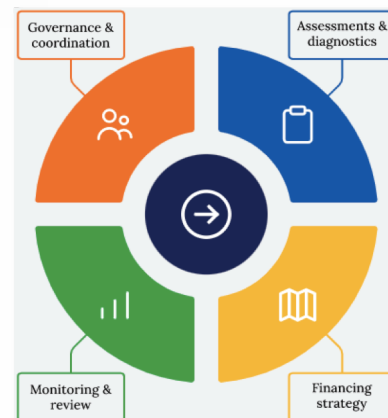 Governance &
coordination
Assessments &
diagnostics
Monitoring &
review
Financing
strategy